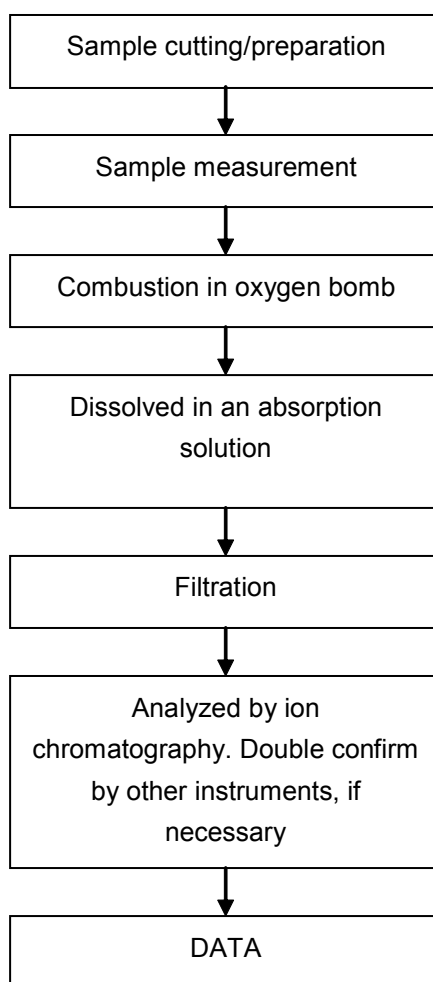 Sample cutting/preparation
Sample measurement
Combustion in oxygen bomb
Dissolved in an absorption
solution
Filtration
Analyzed by ion
chromatography. Double confirm
by other instruments, if
necessary
DATA